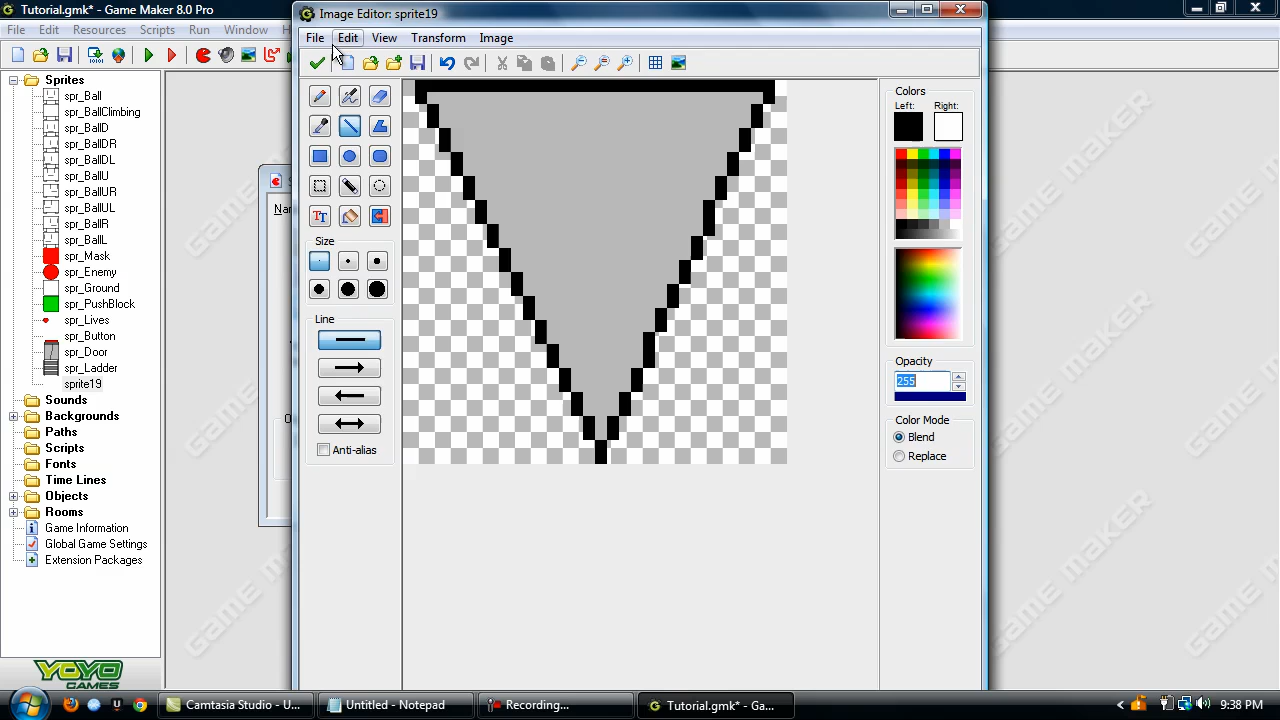 Tutorial.gmk* - Game Maker 8.0 Pro
File Edit View Transform Image
File Edit Resources Scripts Run Window
Image Editor: sprite19
Sprites
spr_Ball
spr_BallClimbing
spr_BallD
spr_BallDR
spr_BallDL
spr_BallU
spr_BallUR
spr_BallUL
spr_BallR
spr_BallL
spr_Mask
spr_Enemy
spr_Ground
spr_PushBlock
spr_Lives
spr_Button
spr_Door
spr_Ladder
sprite19
Sounds
Backgrounds
Paths
Scripts
Fonts
Time Lines
Objects
Rooms
Game Information
Global Game Settings
Extension Packages
YOYO
GAMES
Size
Line
Anti-alias
Colors
Left: Right:
Opacity
255
Color Mode
Blend
Replace
Game Maker
Camtasia Studio - U...
Untitled - Notepad
Recording...
Tutorial.gmk* - Ga...
9:38 PM